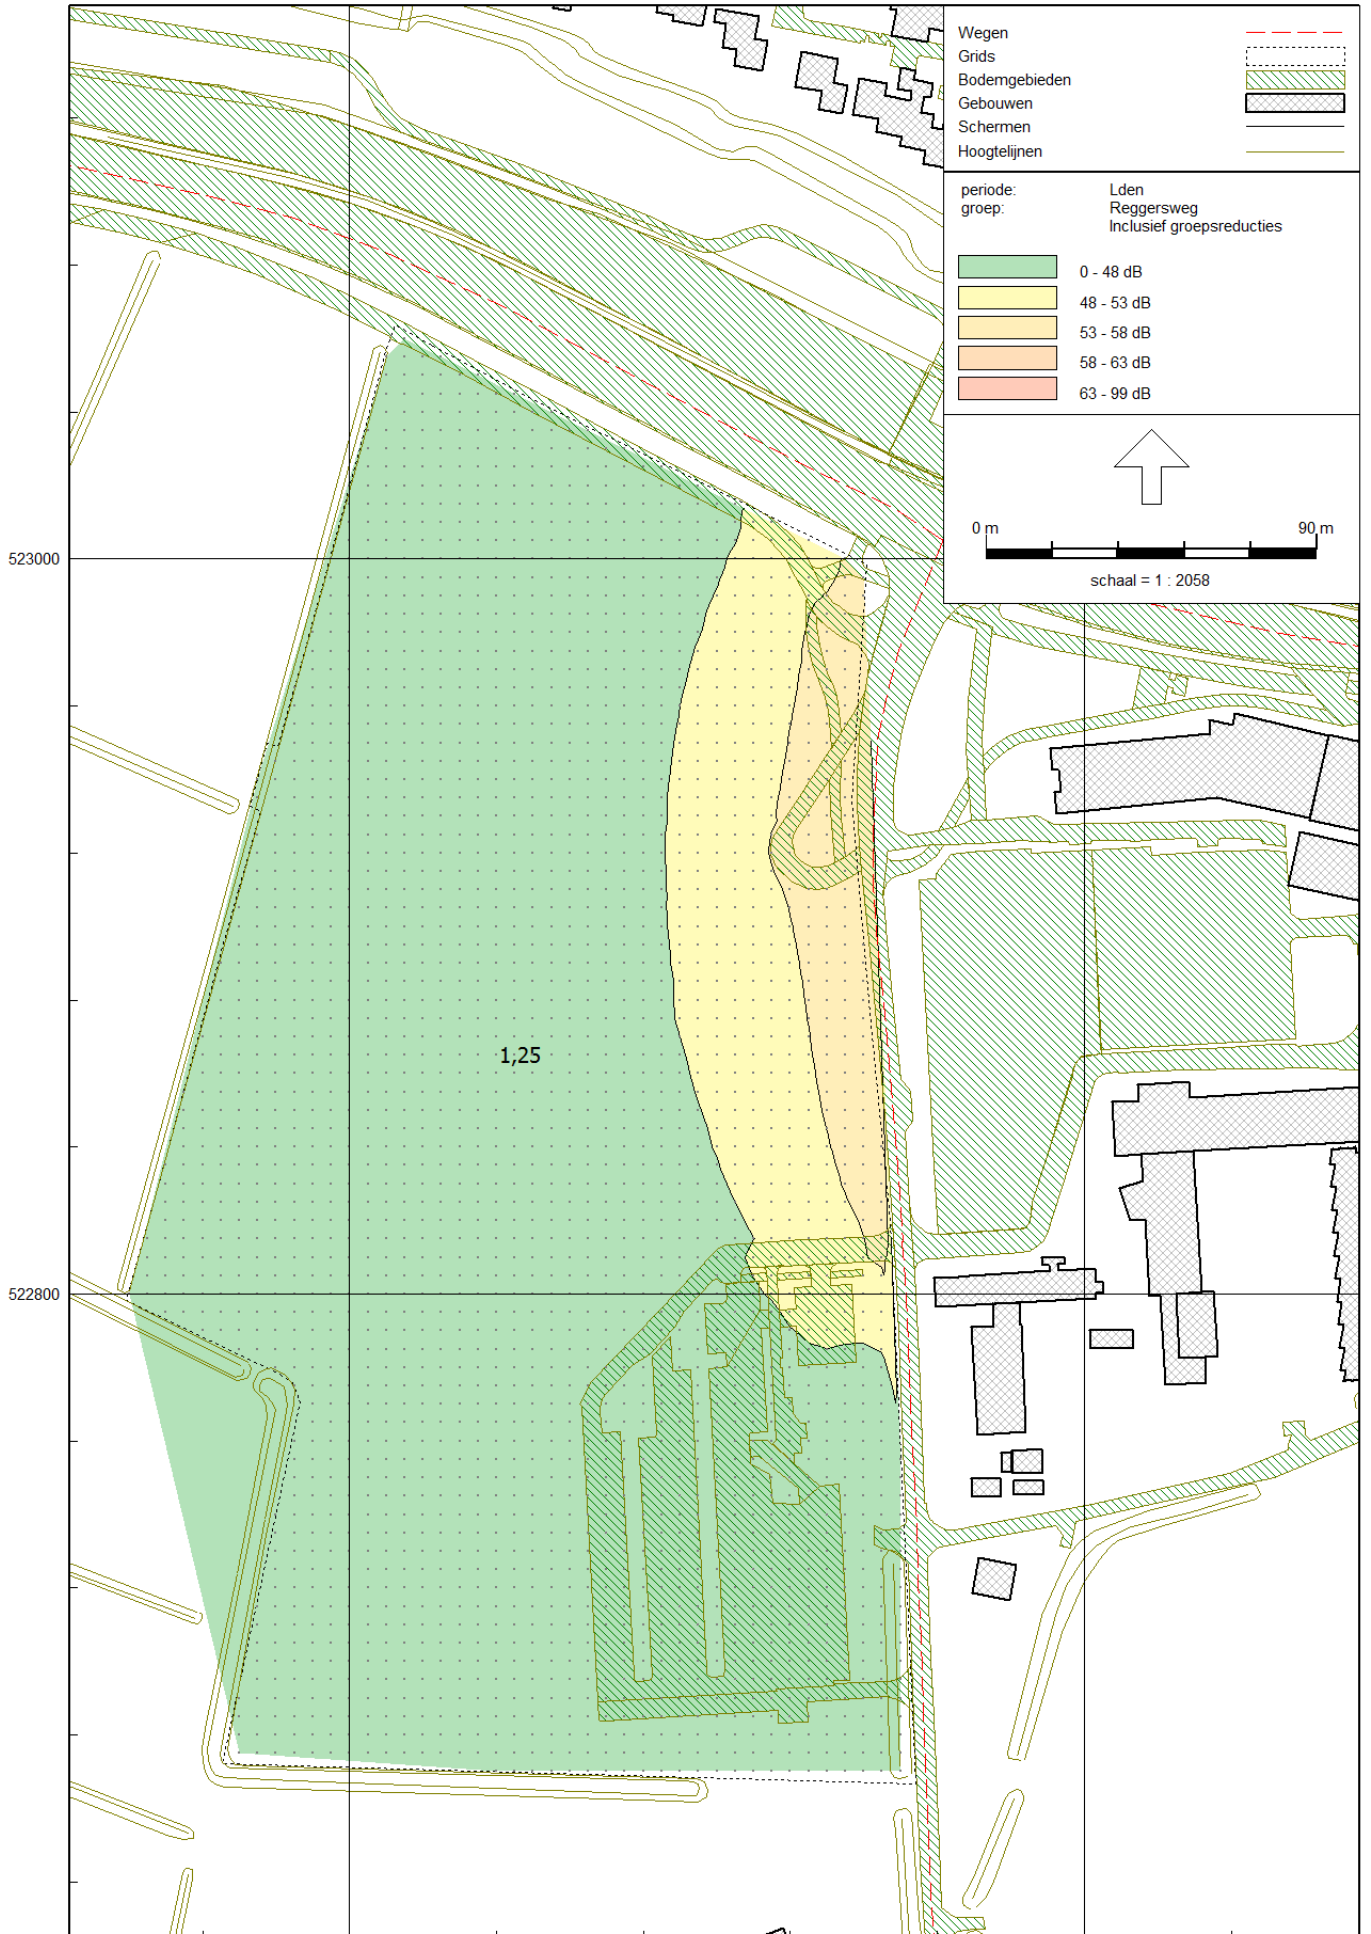 Wegen
Grids
Bodemgebieden
Gebouwen
Schermen
Hoogtelijnen
periode: Lden
groep: Reggersweg
Inclusief groepsreducties
0 - 48 dB
48 - 53 dB
53 - 58 dB
58 - 63 dB
63 - 99 dB
0 m 90 m
schaal = 1 : 2058
523000
1,25
522800